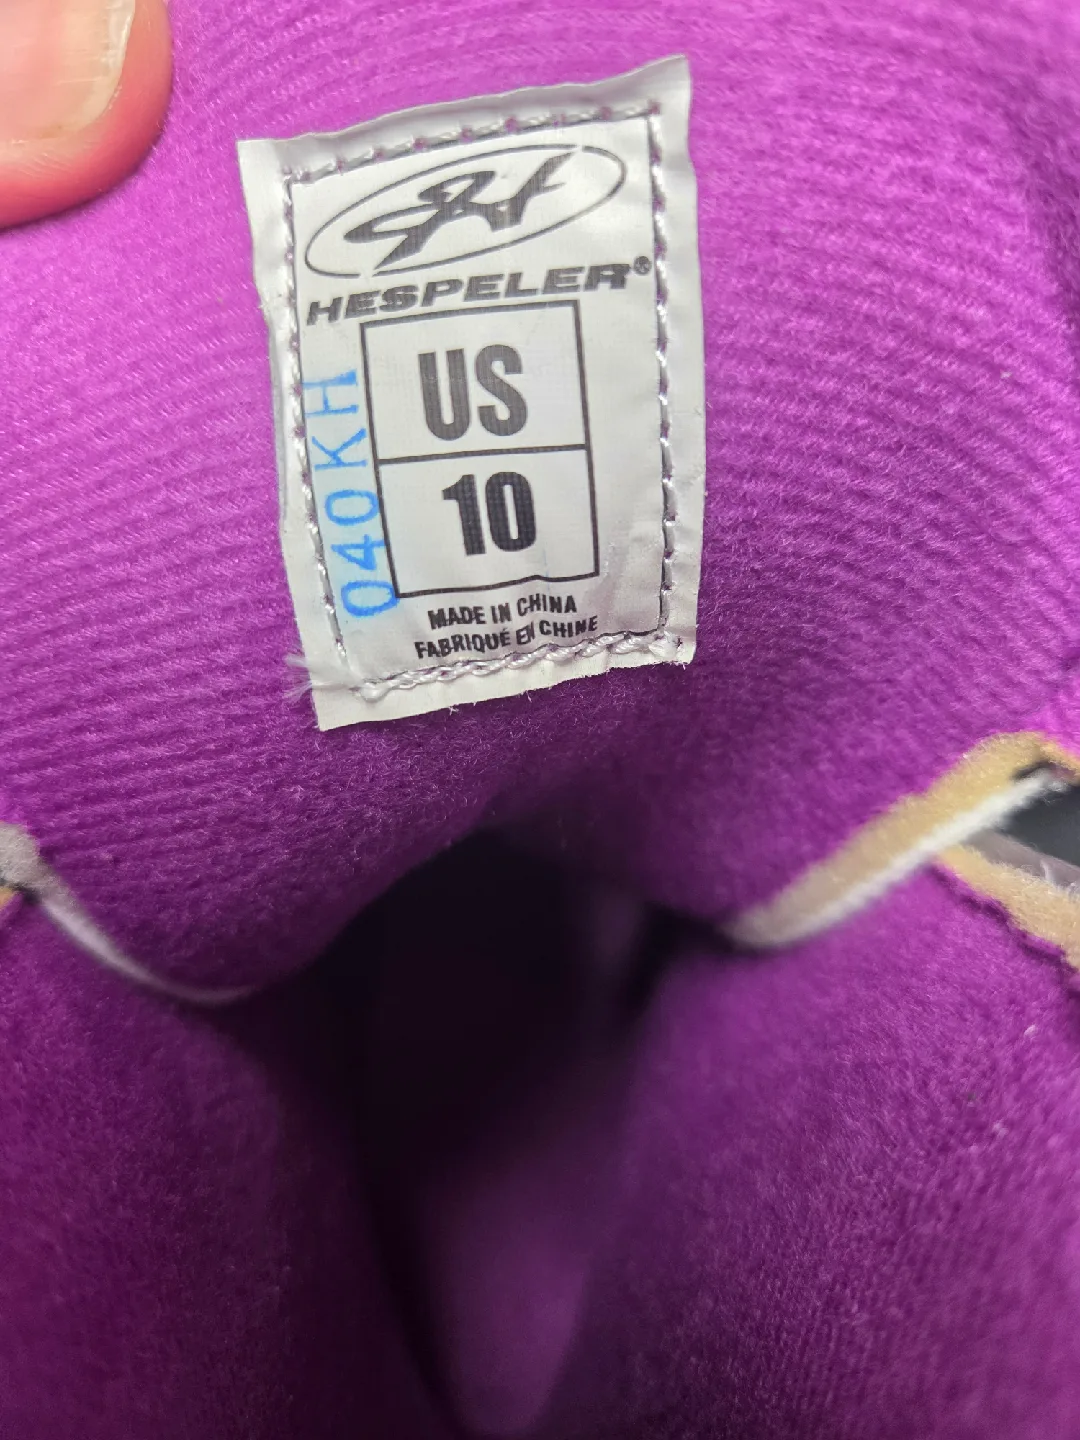 HESPELER®
US
10
040KH
MADE IN CHINA
FABRIQUÉ EN CHINE